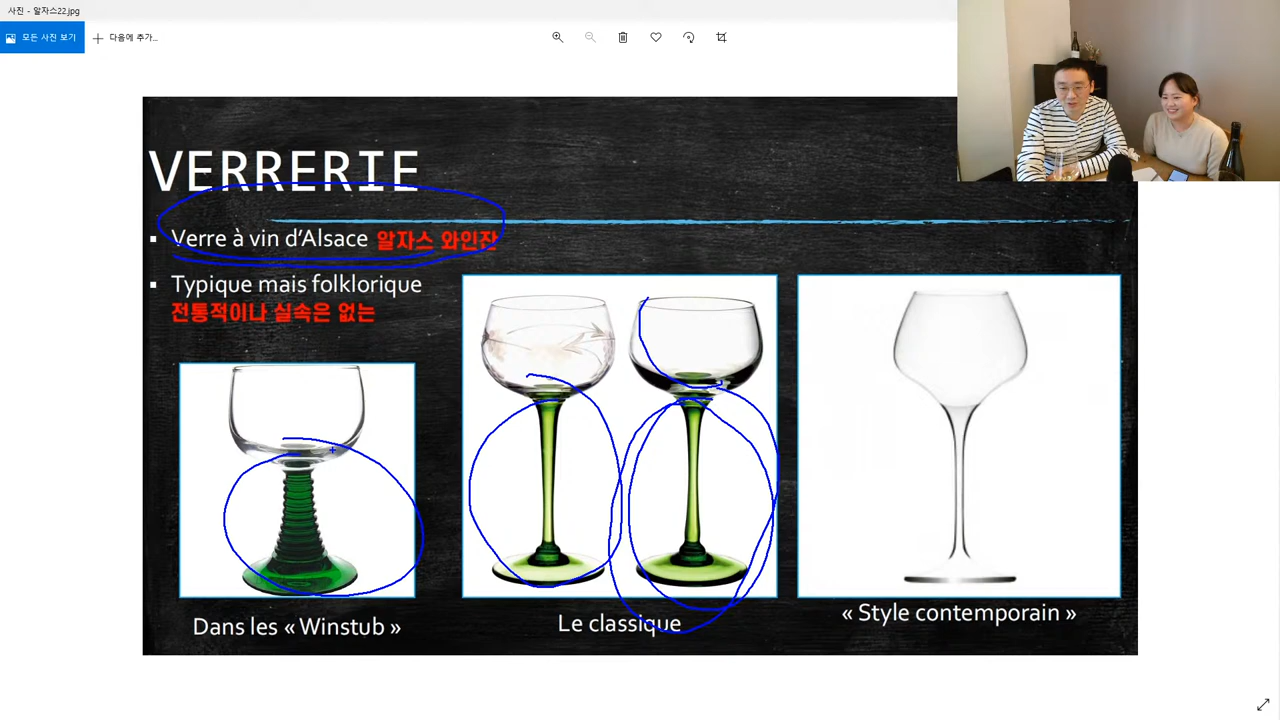 사진 - 알자스22.jpg
모든 사진 보기
다음에 추가...
VERRERIE
▪ Verre à vin d'Alsace 알자스 와인잔
▪ Typique mais folklorique
전통적이나 실속은 없는
Dans les « Winstub »
Le classique
« Style contemporain »